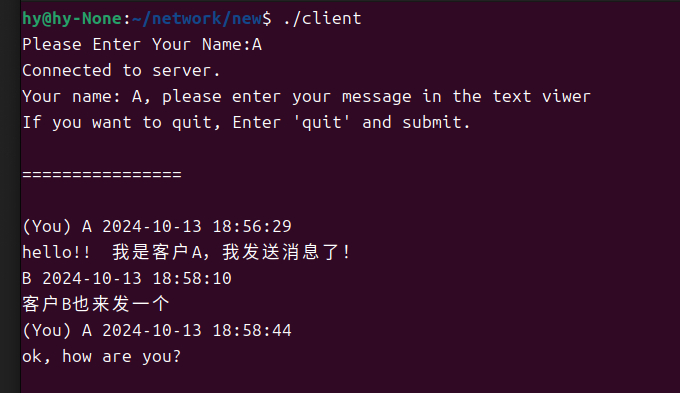 hy@hy-None:~/network/new$ ./client
Please Enter Your Name:A
Connected to server.
Your name: A, please enter your message in the text viwer
If you want to quit, Enter 'quit' and submit.
================
(You) A 2024-10-13 18:56:29
hello!!  我是客户A，我发送消息了！
B 2024-10-13 18:58:10
客户B也来发一个
(You) A 2024-10-13 18:58:44
ok, how are you?